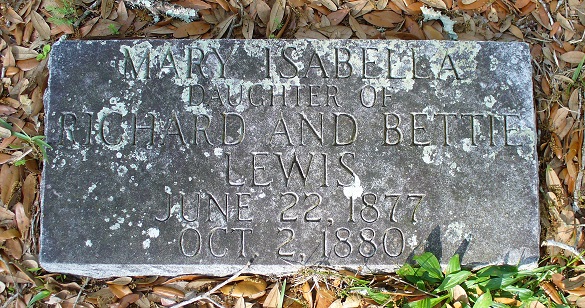 MARY ISABELLA
DAUGHTER OF
RICHARD AND BETTIE
LEWIS
JUNE 22, 1877
OCT 2, 1880